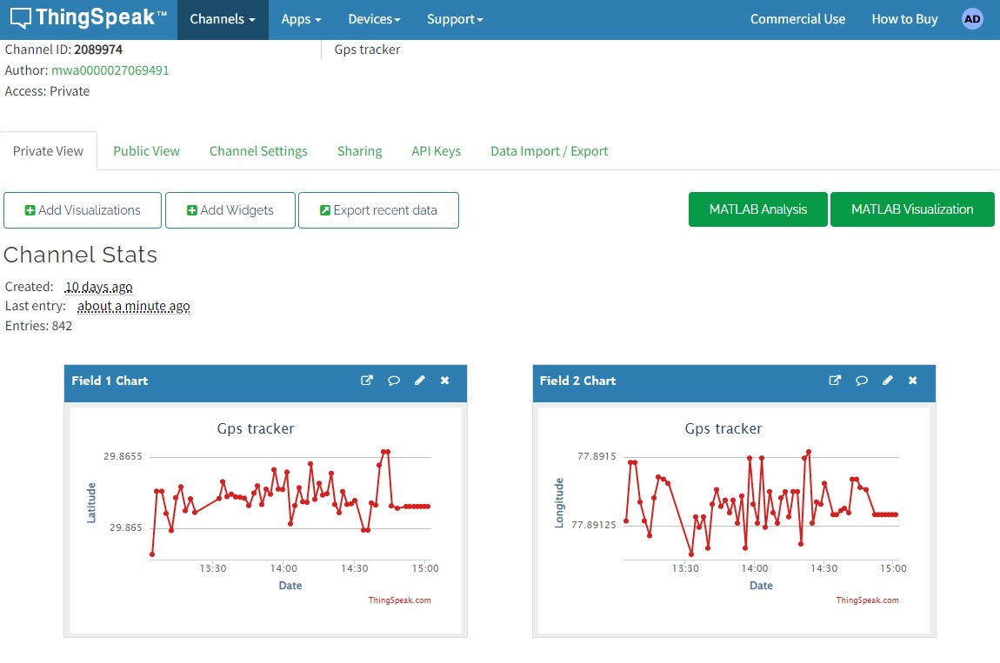 ThingSpeak™ Channels Apps Devices Support Commercial Use How to Buy AD
Channel ID: 2089974 Gps tracker
Author: mwa0000027069491
Access: Private
Private View Public View Channel Settings Sharing API Keys Data Import / Export
Add Visualizations Add Widgets Export recent data MATLAB Analysis MATLAB Visualization
Channel Stats
Created: 10 days ago
Last entry: about a minute ago
Entries: 842
Field 1 Chart
Gps tracker
Latitude
29.8655
29.865
13:30 14:00 14:30 15:00
Date
ThingSpeak.com
Field 2 Chart
Gps tracker
Longitude
77.8915
77.89125
13:30 14:00 14:30 15:00
Date
ThingSpeak.com